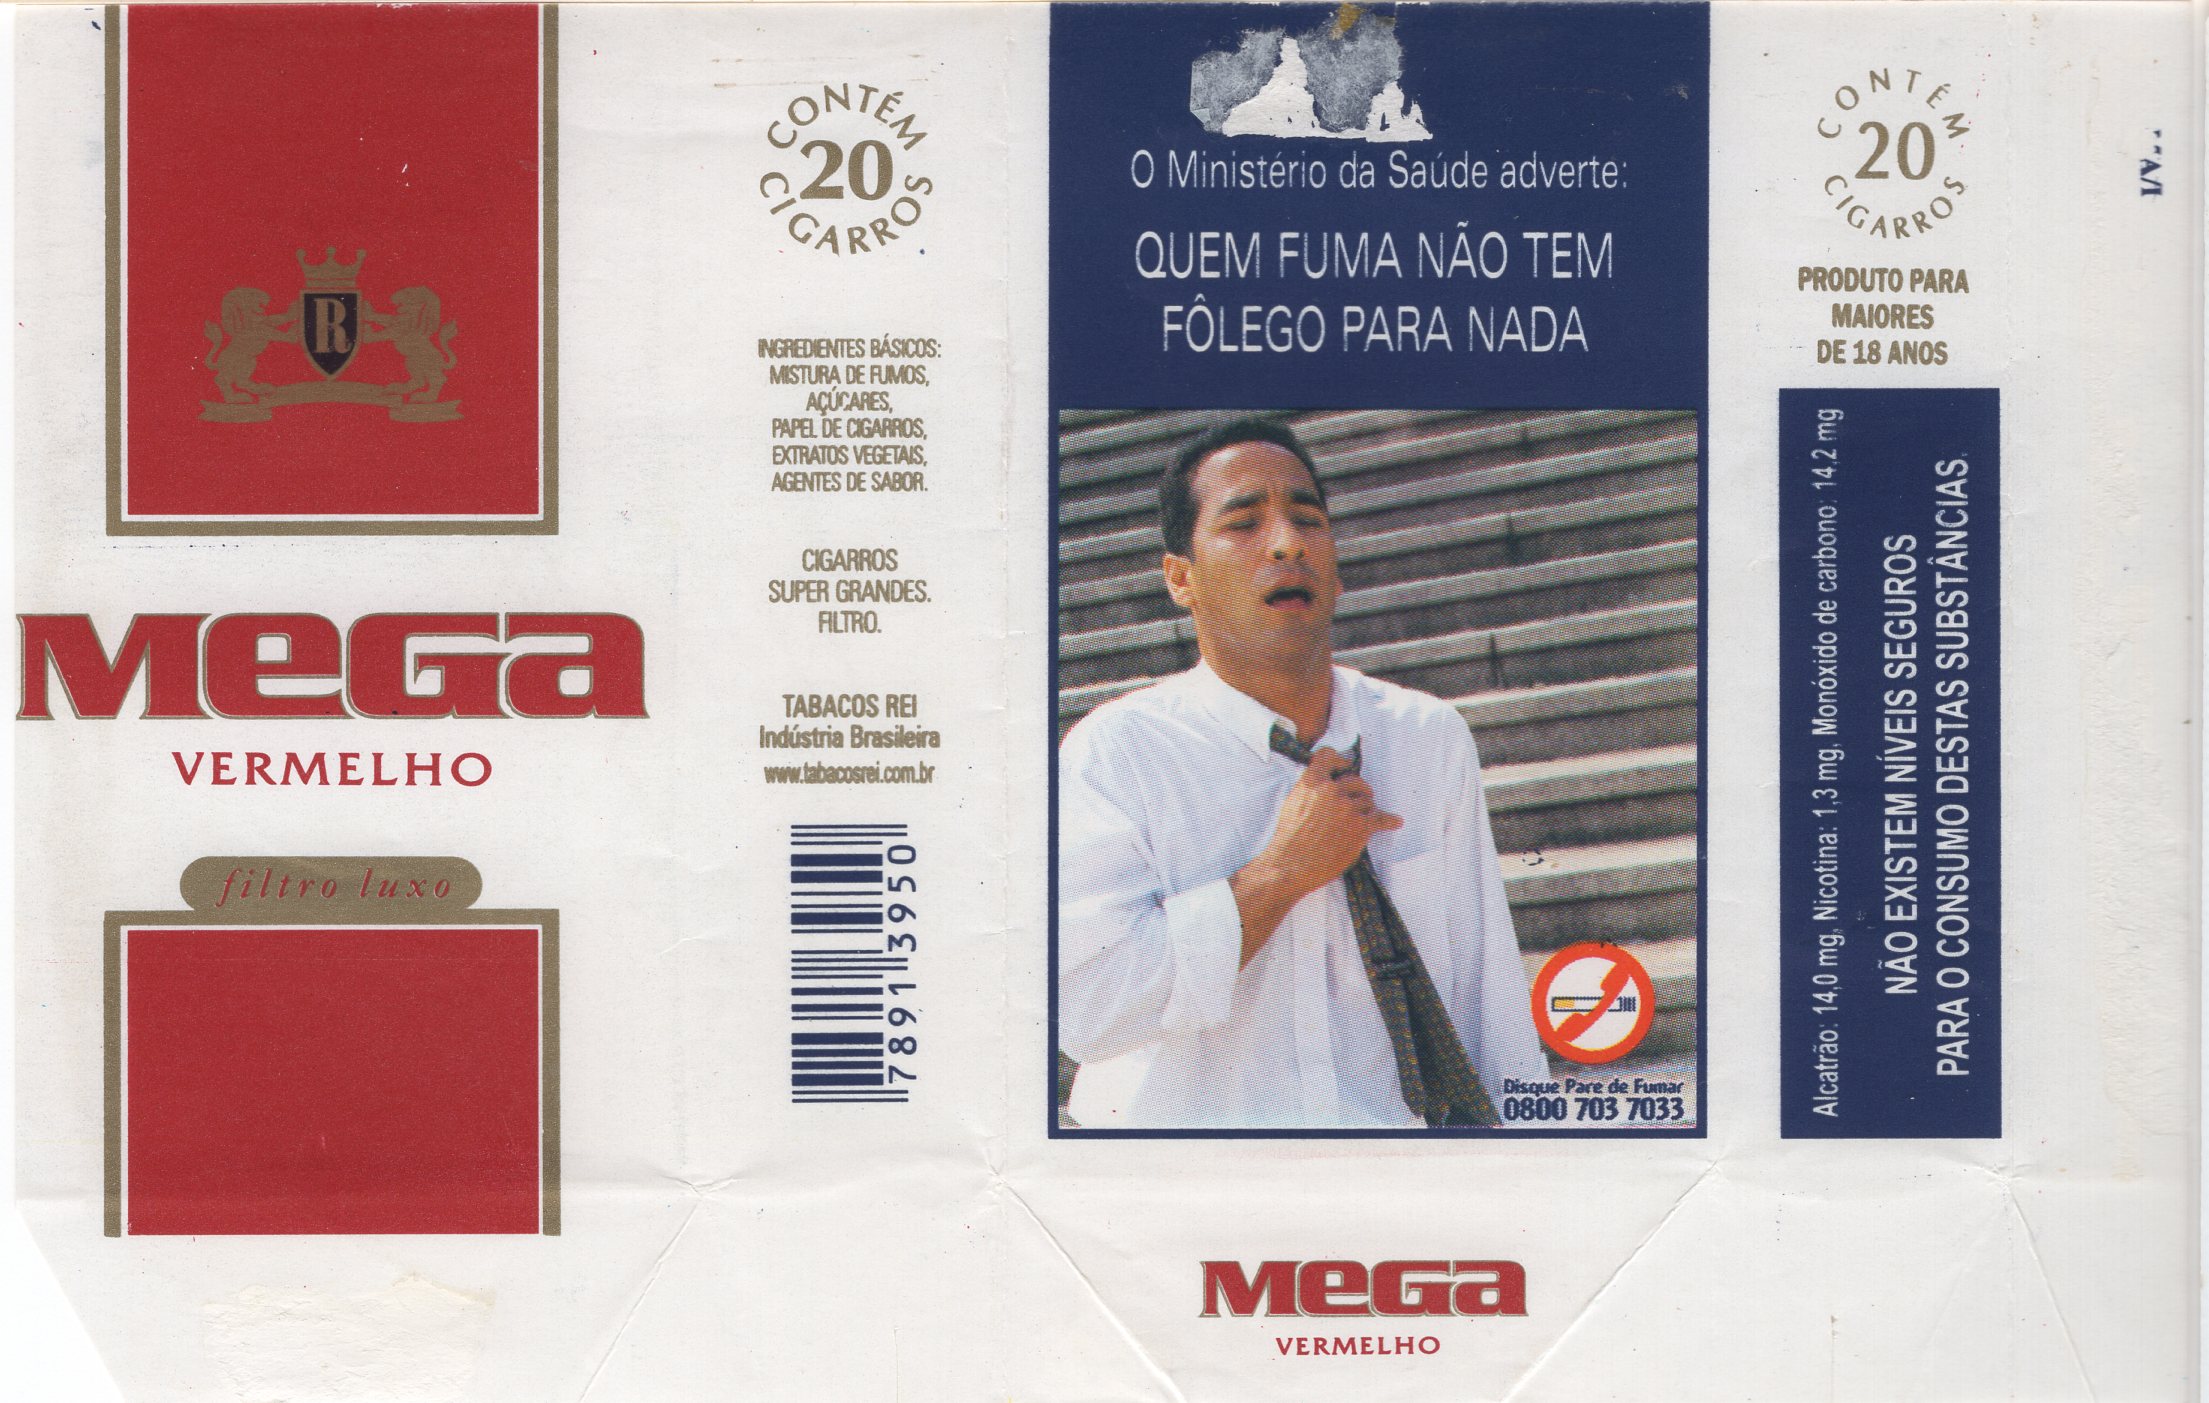 R
MEGA
VERMELHO
filtro luxo
CONTÉM
20
CIGARROS
INGREDIENTES BÁSICOS:
MISTURA DE FUMOS,
AÇÚCARES,
PAPEL DE CIGARROS,
EXTRATOS VEGETAIS,
AGENTES DE SABOR.
CIGARROS
SUPER GRANDES.
FILTRO.
TABACOS REI
Indústria Brasileira
www.tabacosrei.com.br
78913950
O Ministério da Saúde adverte:
QUEM FUMA NÃO TEM
FÔLEGO PARA NADA
Disque Pare de Fumar
0800 703 7033
MEGA
VERMELHO
CONTÉM
20
CIGARROS
PRODUTO PARA
MAIORES
DE 18 ANOS
Alcatrão: 14,0 mg, Nicotina: 1,3 mg, Monóxido de carbono: 14,2 mg
NÃO EXISTEM NÍVEIS SEGUROS
PARA O CONSUMO DESTAS SUBSTÂNCIAS.